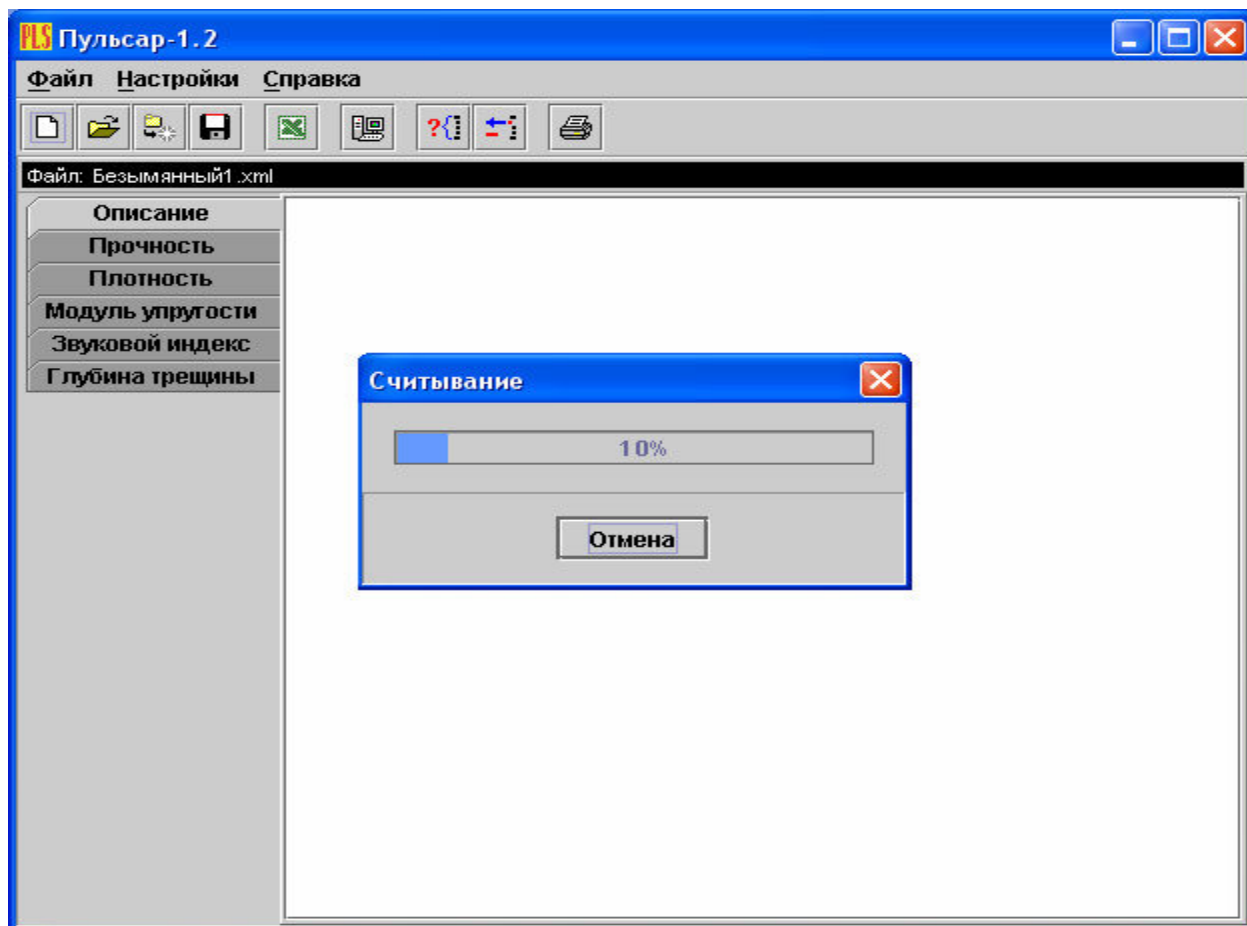 PLS Пульсар-1.2
Файл Настройки Справка
Файл: Безымянный1.xml
Описание
Прочность
Плотность
Модуль упругости
Звуковой индекс
Глубина трещины
Считывание
10%
Отмена